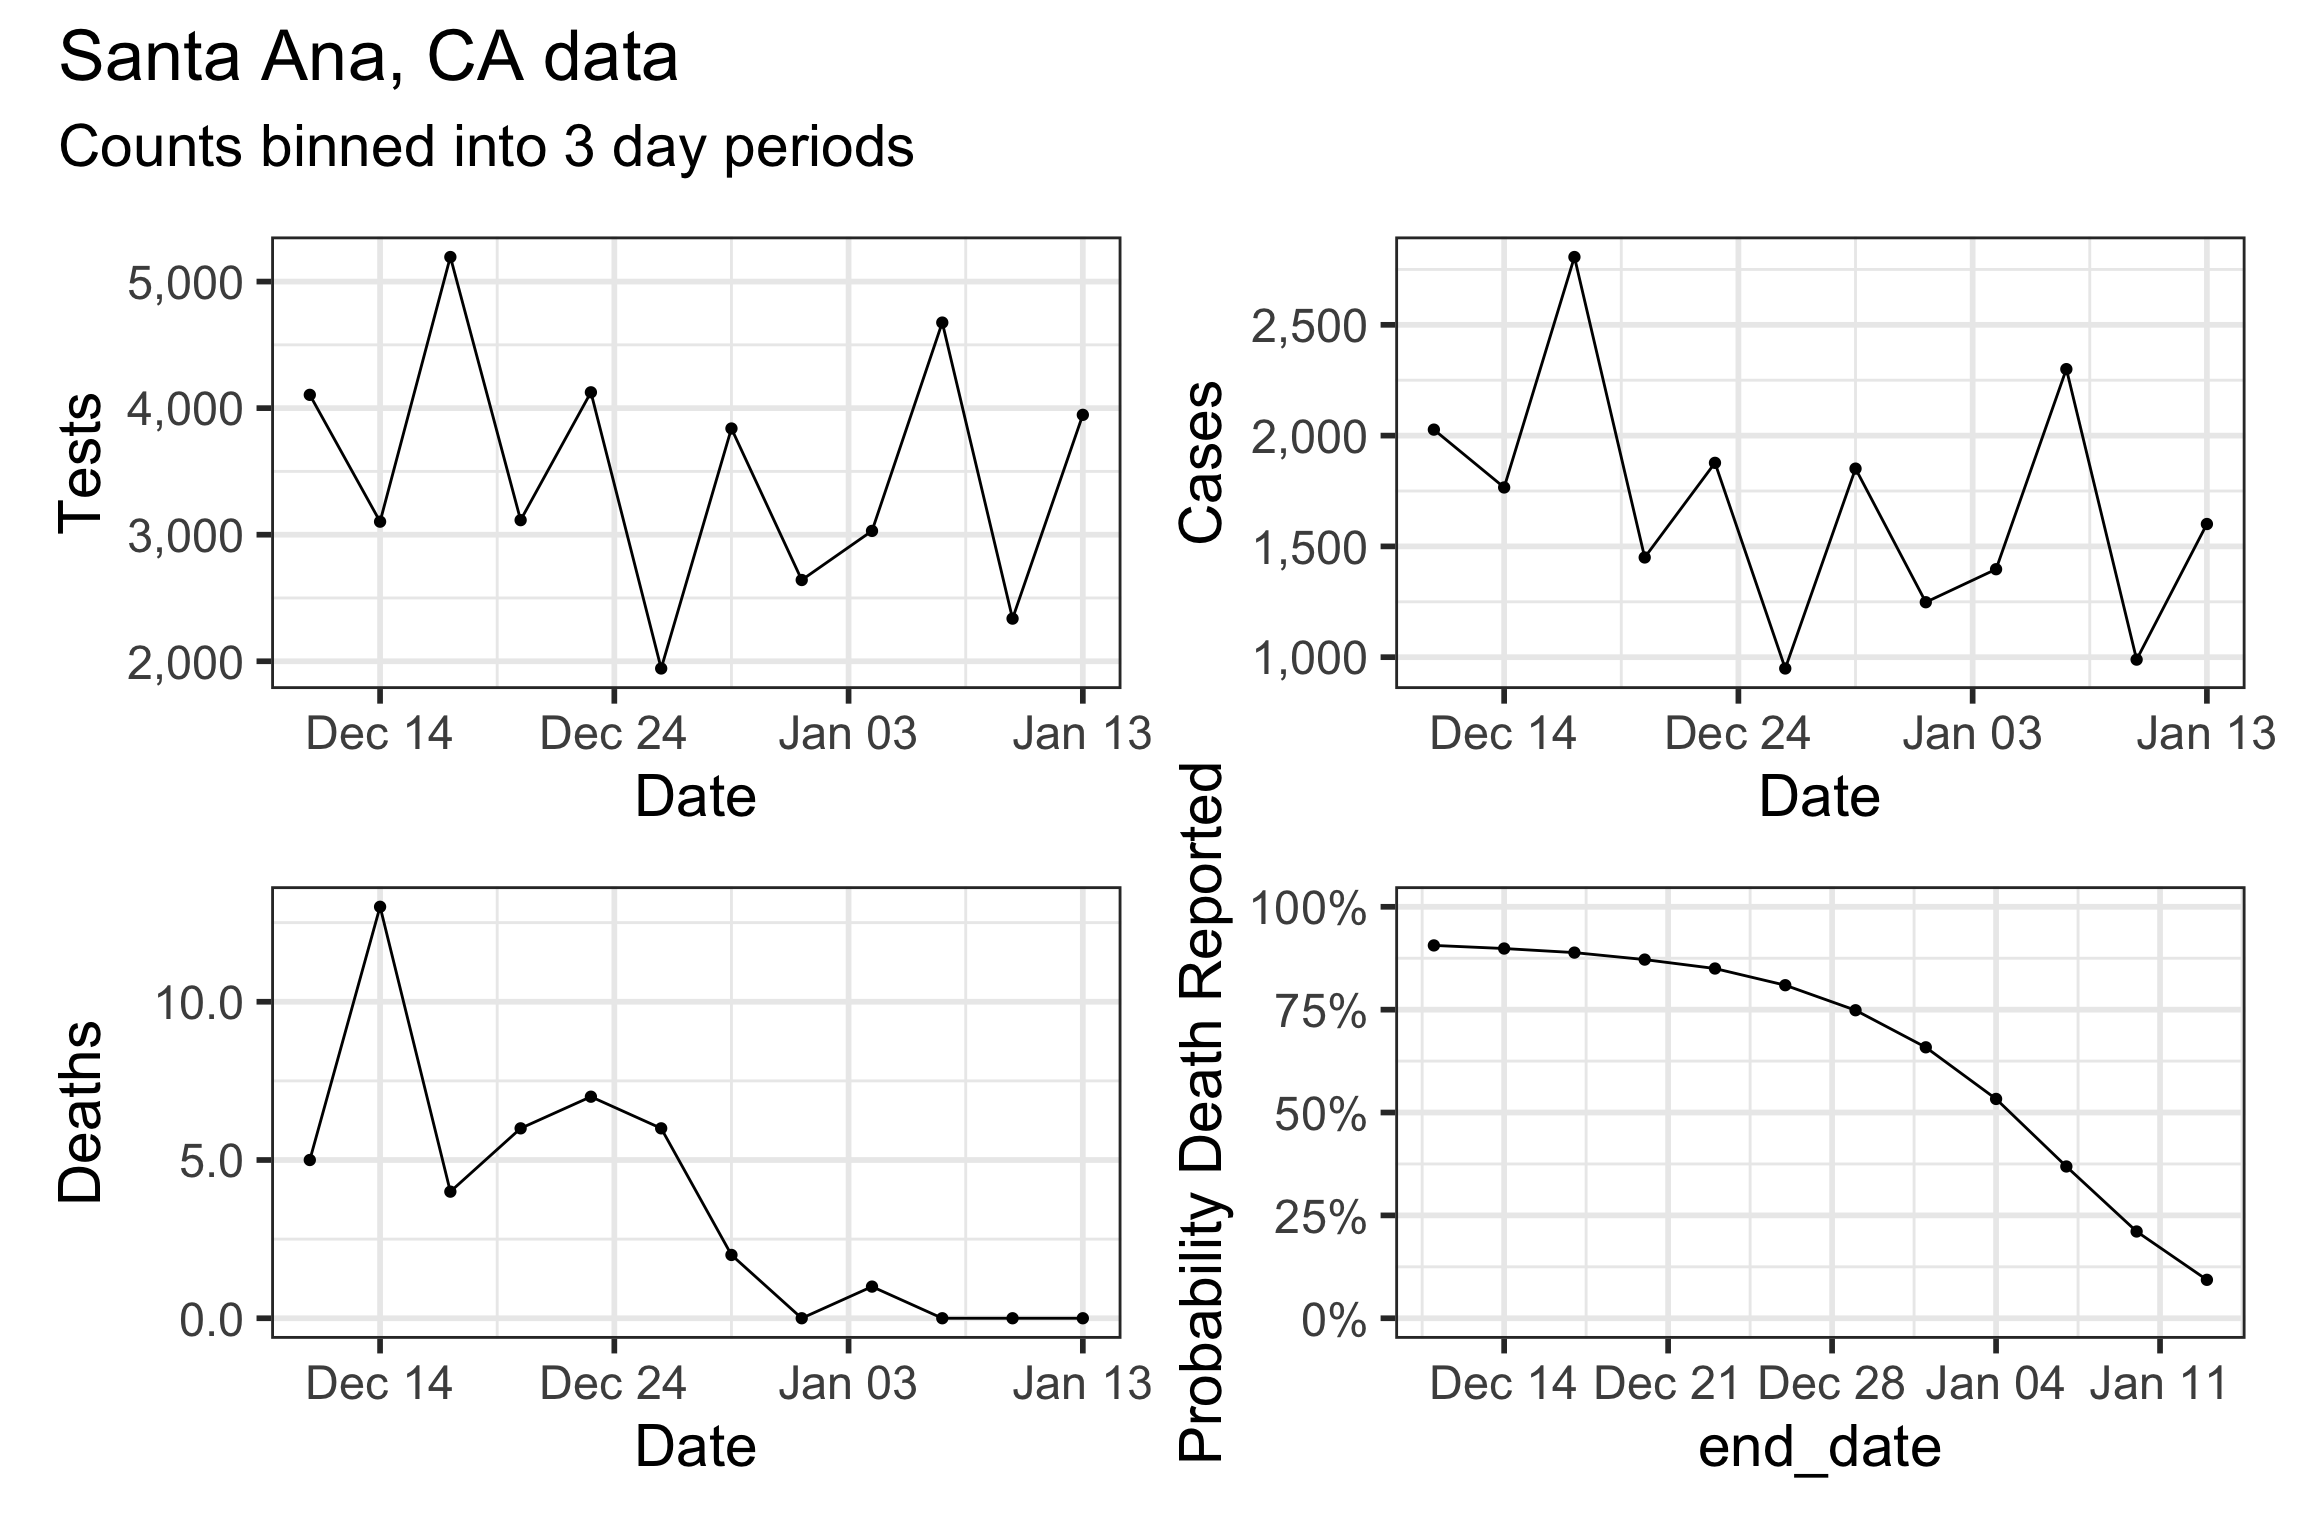 Santa Ana, CA data
Counts binned into 3 day periods
Tests
5,000
4,000
3,000
2,000
Dec 14 Dec 24 Jan 03 Jan 13
Date
Cases
2,500
2,000
1,500
1,000
Dec 14 Dec 24 Jan 03 Jan 13
Date
Deaths
10.0
5.0
0.0
Dec 14 Dec 24 Jan 03 Jan 13
Date
Probability Death Reported
100%
75%
50%
25%
0%
Dec 14 Dec 21 Dec 28 Jan 04 Jan 11
end_date